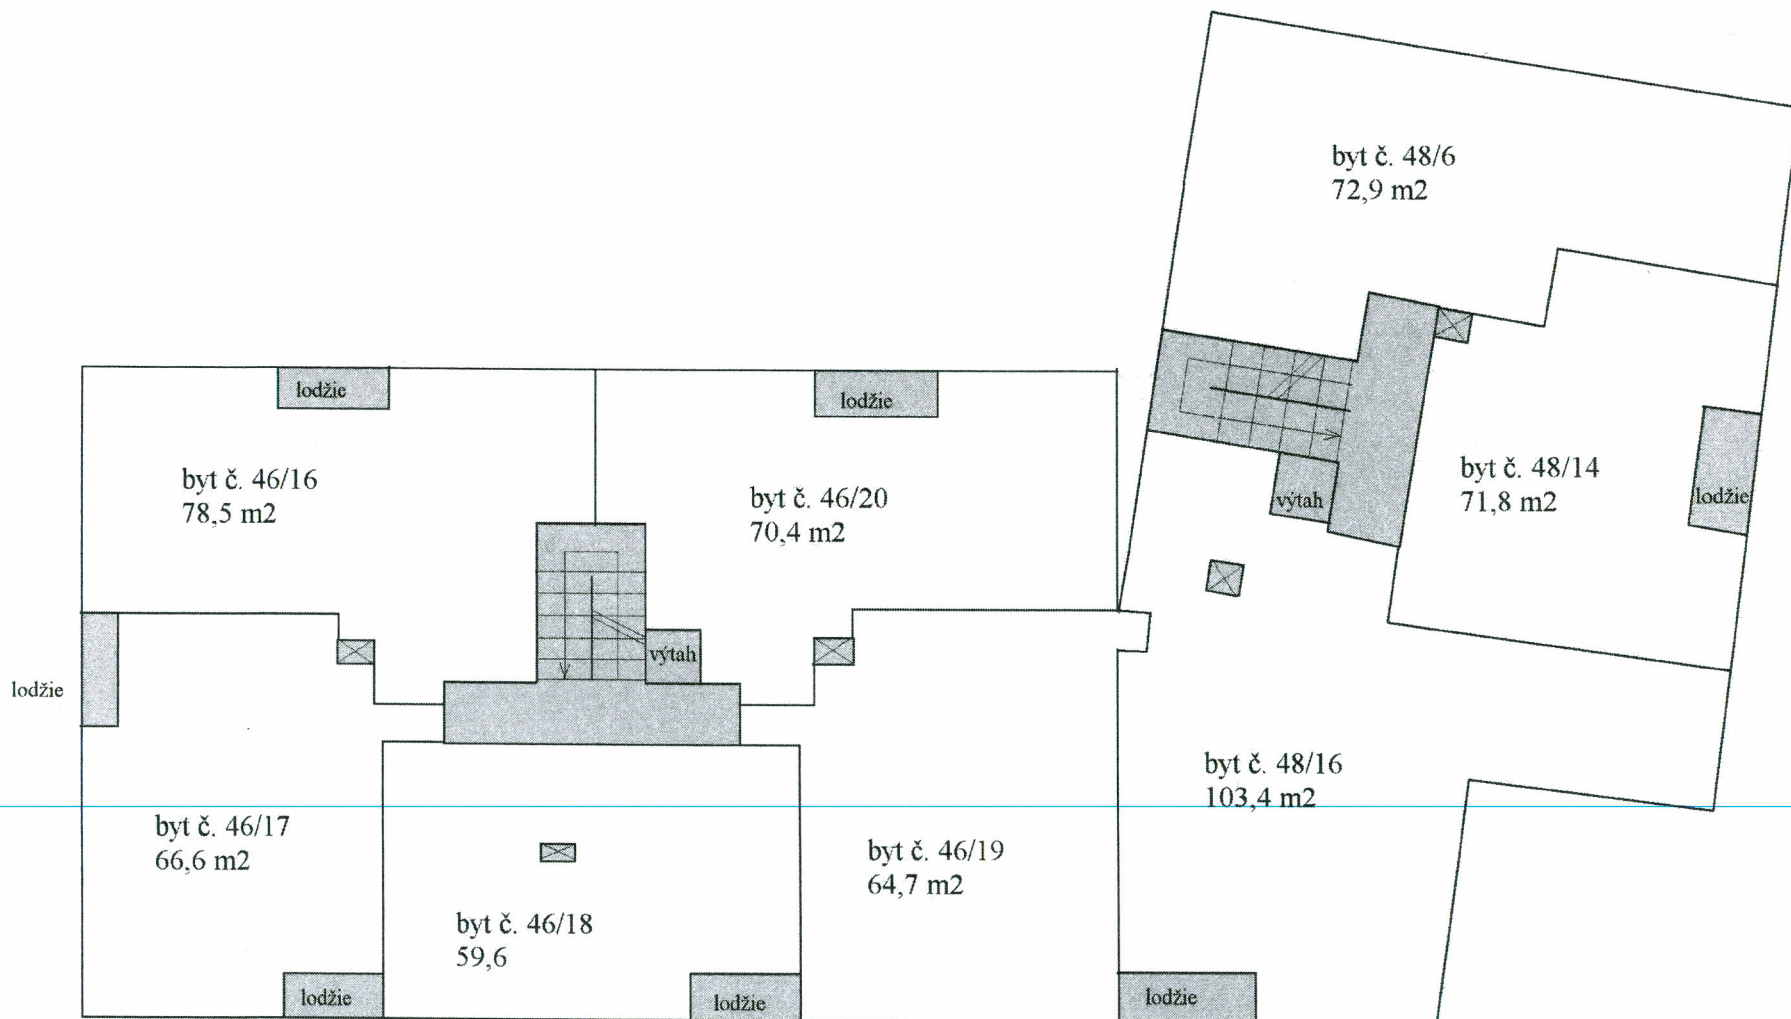 byt č. 48/6
72,9 m2
lodžie
lodžie
byt č. 46/16
78,5 m2
byt č. 46/20
70,4 m2
výtah
byt č. 48/14
71,8 m2
lodžie
výtah
lodžie
byt č. 48/16
103,4 m2
byt č. 46/17
66,6 m2
byt č. 46/19
64,7 m2
byt č. 46/18
59,6
lodžie
lodžie
lodžie